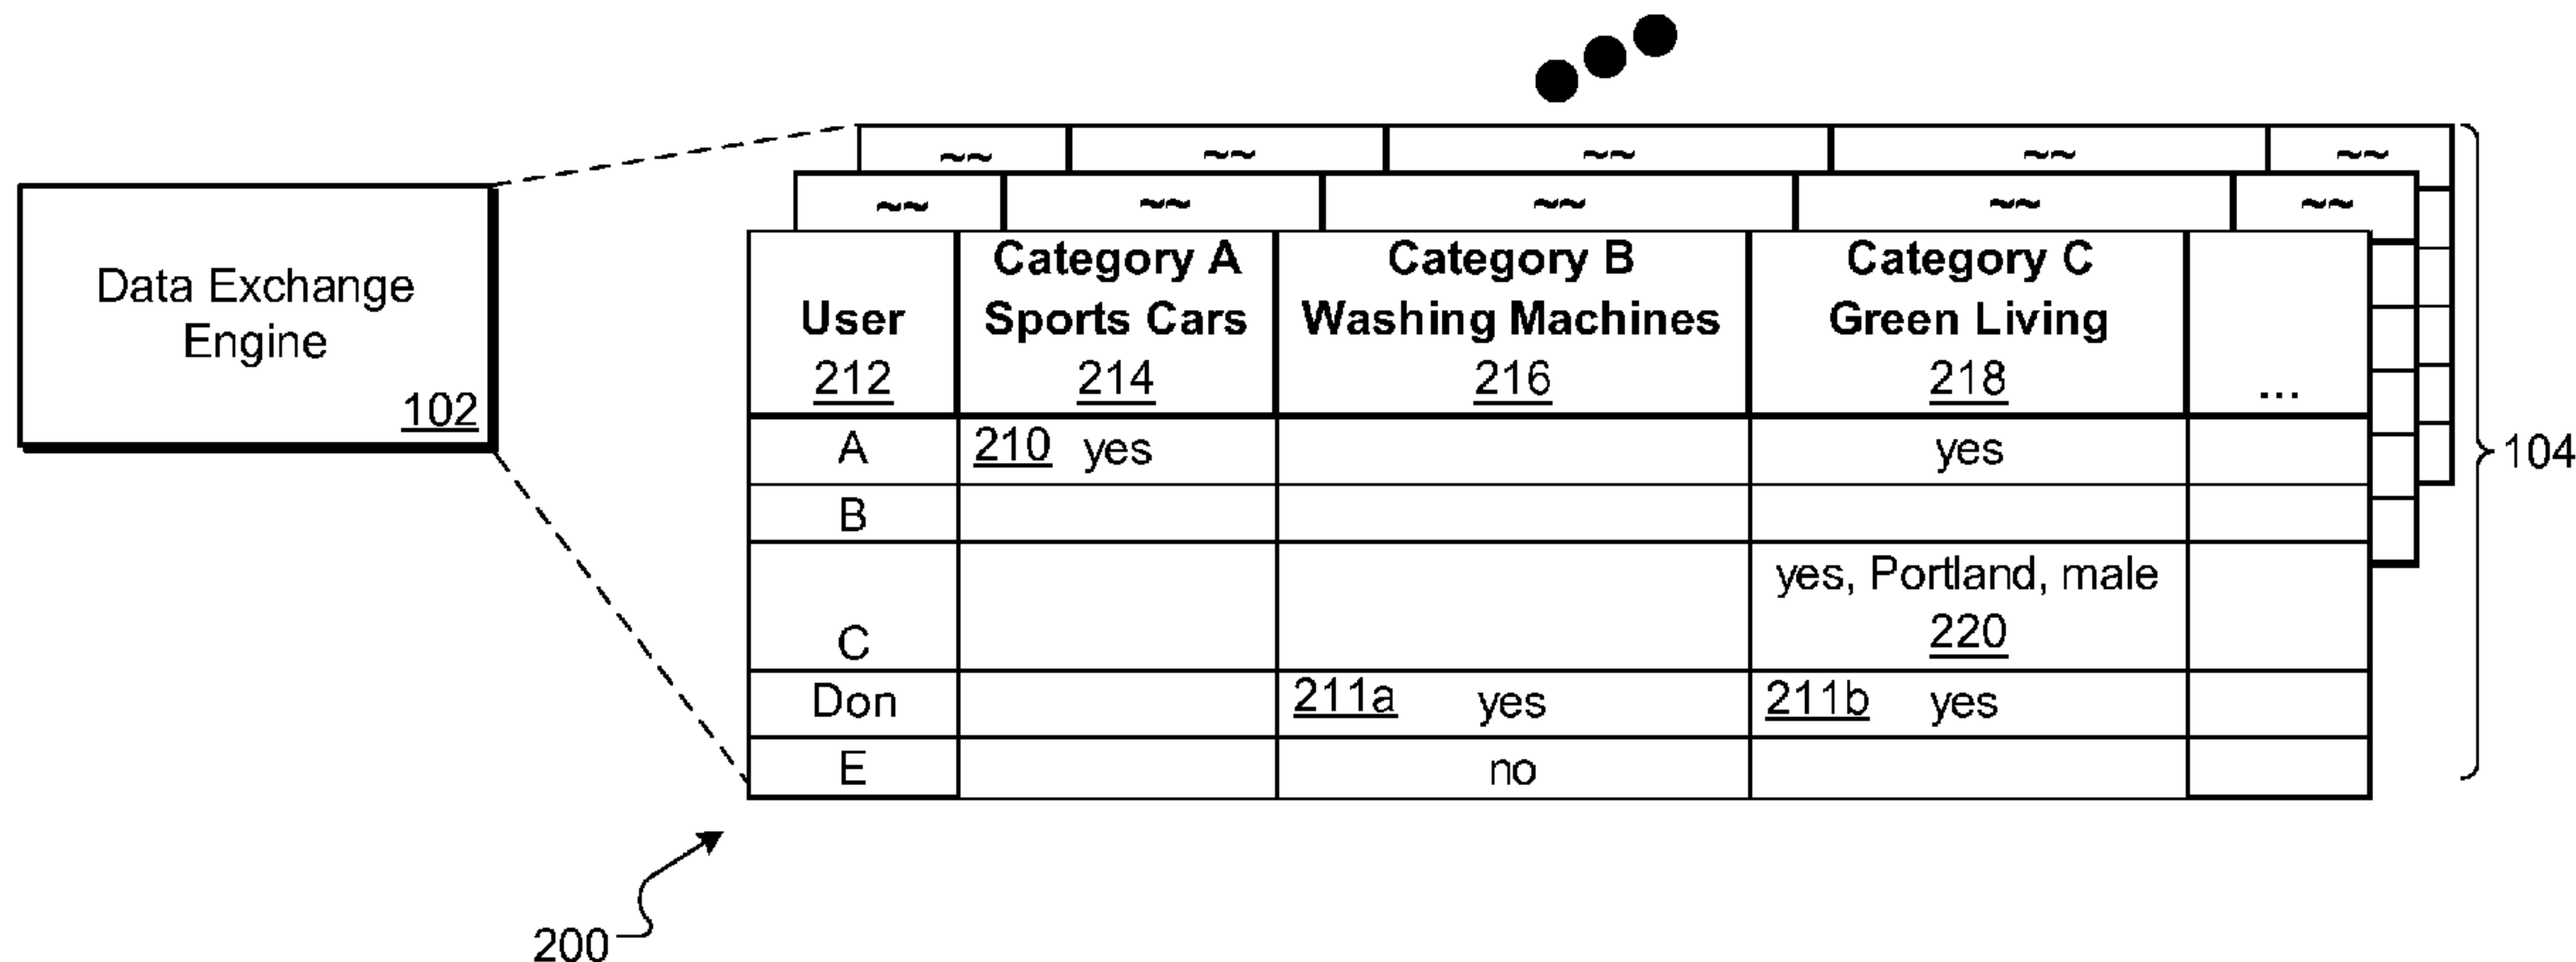 ~~ ~~ ~~ ~~ ~~
~~ ~~ ~~ ~~ ~~
Data Exchange
Engine
102
User
212
Category A
Sports Cars
214
Category B
Washing Machines
216
Category C
Green Living
218
...
A 210 yes yes
B
yes, Portland, male
C 220
Don 211a yes 211b yes
E no
104
200